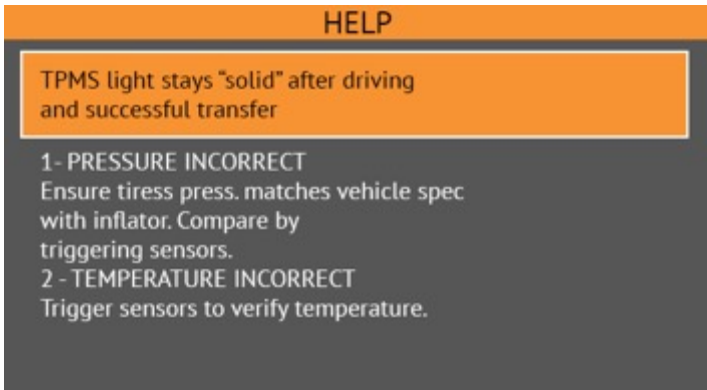 HELP
TPMS light stays “solid” after driving
and successful transfer
1- PRESSURE INCORRECT
Ensure tiress press. matches vehicle spec
with inflator. Compare by
triggering sensors.
2 - TEMPERATURE INCORRECT
Trigger sensors to verify temperature.